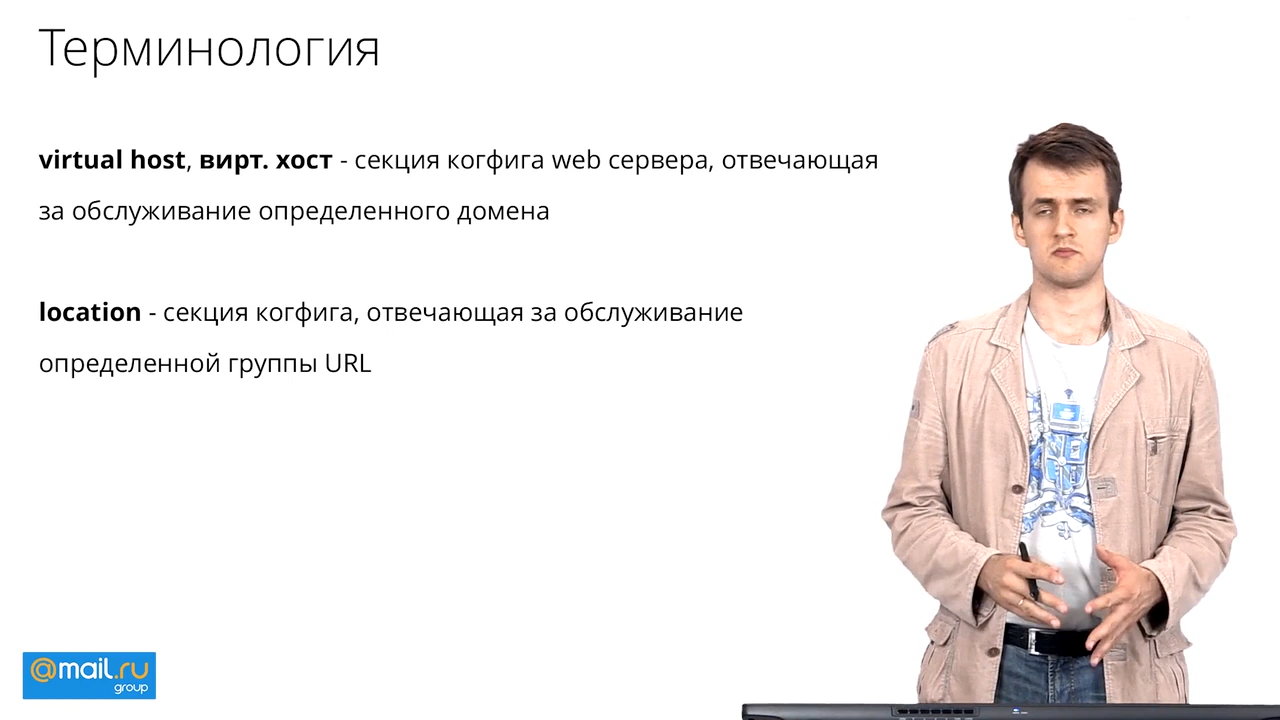 Терминология
virtual host, вирт. хост - секция когфига web сервера, отвечающая
за обслуживание определенного домена
location - секция когфига, отвечающая за обслуживание
определенной группы URL
@mail.ru
group